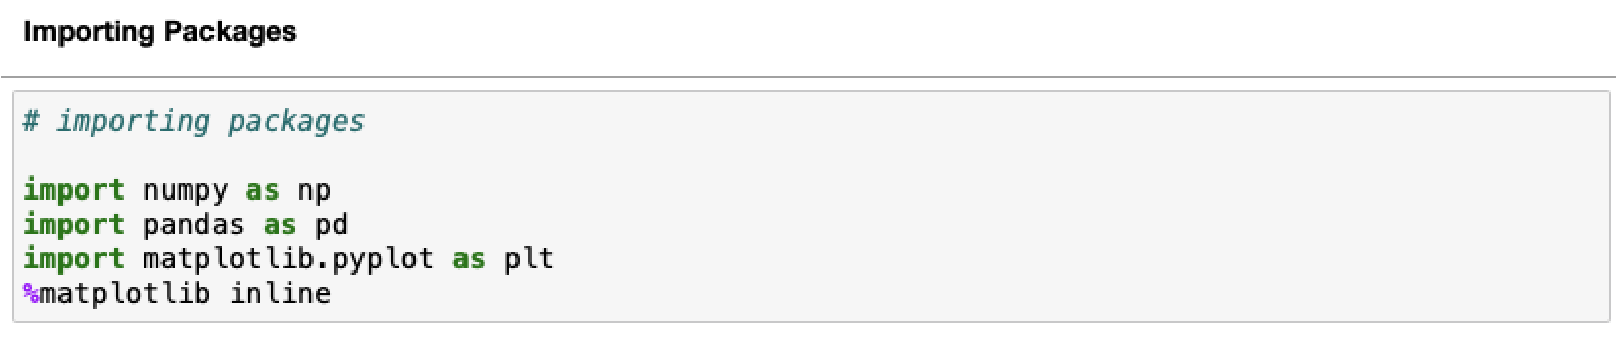 Importing Packages
# importing packages
import numpy as np
import pandas as pd
import matplotlib.pyplot as plt
%matplotlib inline